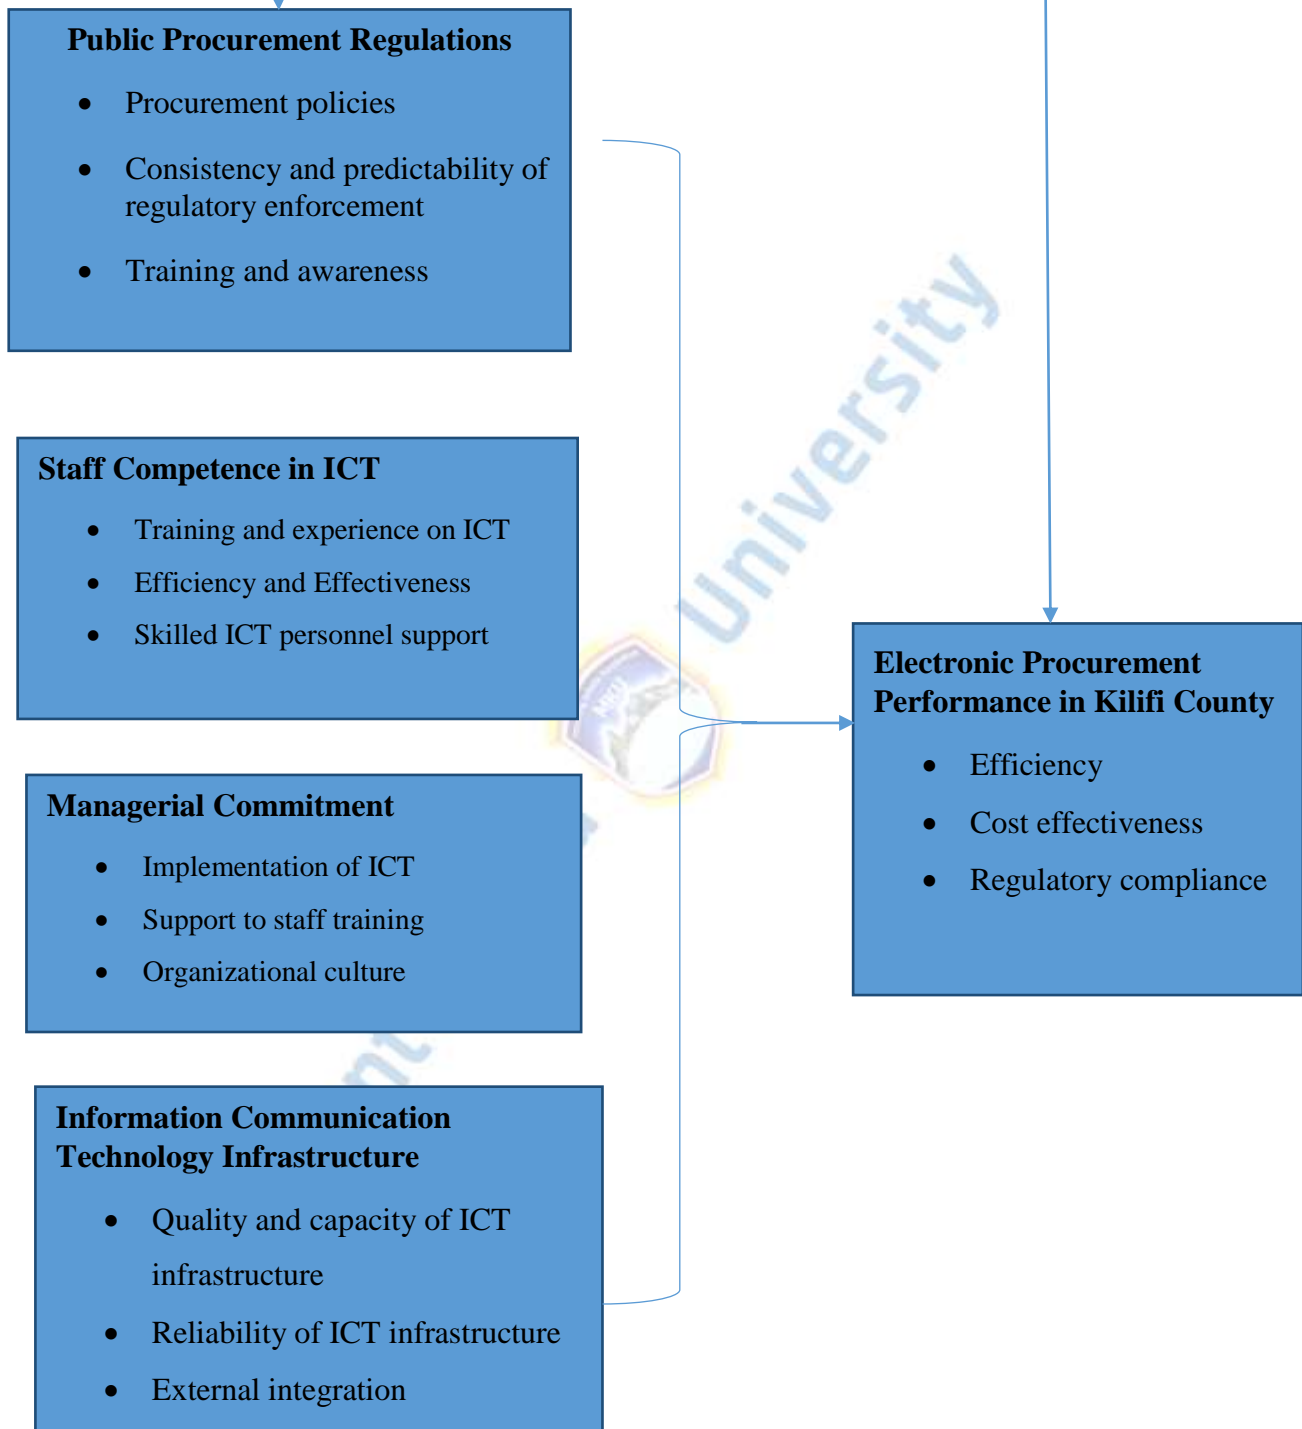 Public Procurement Regulations
• Procurement policies
• Consistency and predictability of
regulatory enforcement
• Training and awareness
Staff Competence in ICT
• Training and experience on ICT
• Efficiency and Effectiveness
• Skilled ICT personnel support
Managerial Commitment
• Implementation of ICT
• Support to staff training
• Organizational culture
Information Communication
Technology Infrastructure
• Quality and capacity of ICT
infrastructure
• Reliability of ICT infrastructure
• External integration
Electronic Procurement
Performance in Kilifi County
• Efficiency
• Cost effectiveness
• Regulatory compliance
University